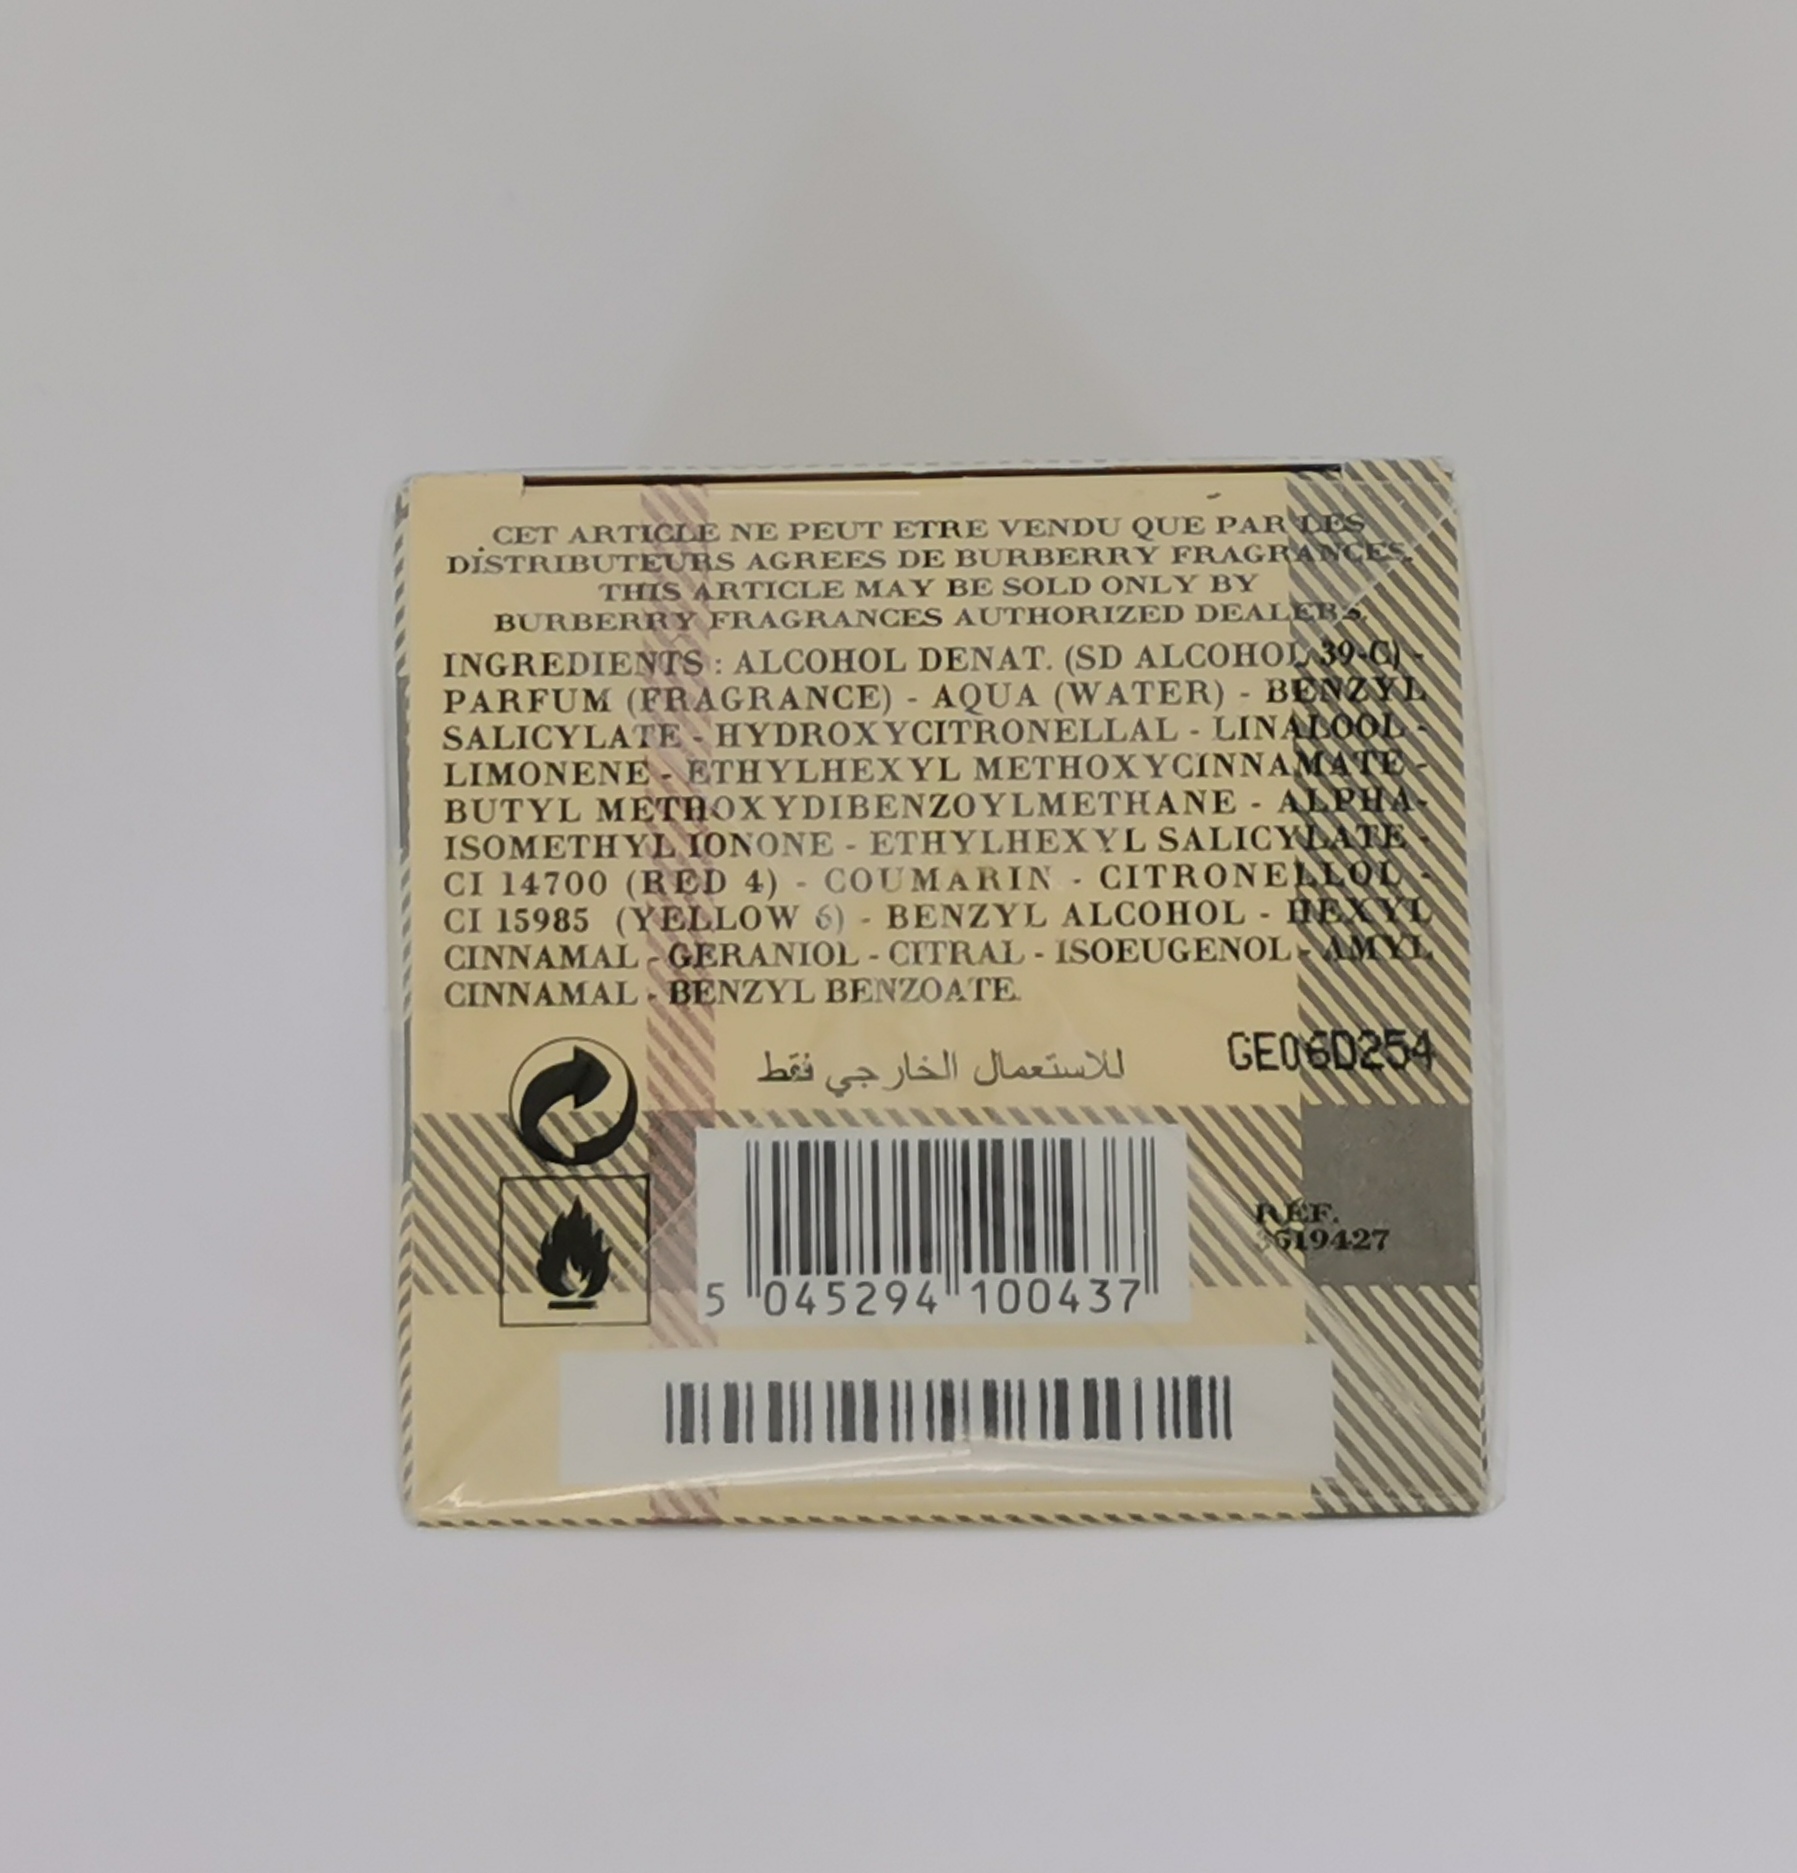 CET ARTICLE NE PEUT ETRE VENDU QUE PAR LES
DISTRIBUTEURS AGREES DE BURBERRY FRAGRANCES.
THIS ARTICLE MAY BE SOLD ONLY BY
BURBERRY FRAGRANCES AUTHORIZED DEALERS.
INGREDIENTS : ALCOHOL DENAT. (SD ALCOHOL 39-C) -
PARFUM (FRAGRANCE) - AQUA (WATER) - BENZYL
SALICYLATE - HYDROXYCITRONELLAL - LINALOOL -
LIMONENE - ETHYLHEXYL METHOXYCINNAMATE -
BUTYL METHOXYDIBENZOYLMETHANE - ALPHA-
ISOMETHYL IONONE - ETHYLHEXYL SALICYLATE -
CI 14700 (RED 4) - COUMARIN - CITRONELLOL -
CI 15985 (YELLOW 6) - BENZYL ALCOHOL - HEXYL
CINNAMAL - GERANIOL - CITRAL - ISOEUGENOL - AMYL
CINNAMAL - BENZYL BENZOATE.
للاستعمال الخارجي فقط
GE06D254
RÉF.
3619427
5 045294 100437